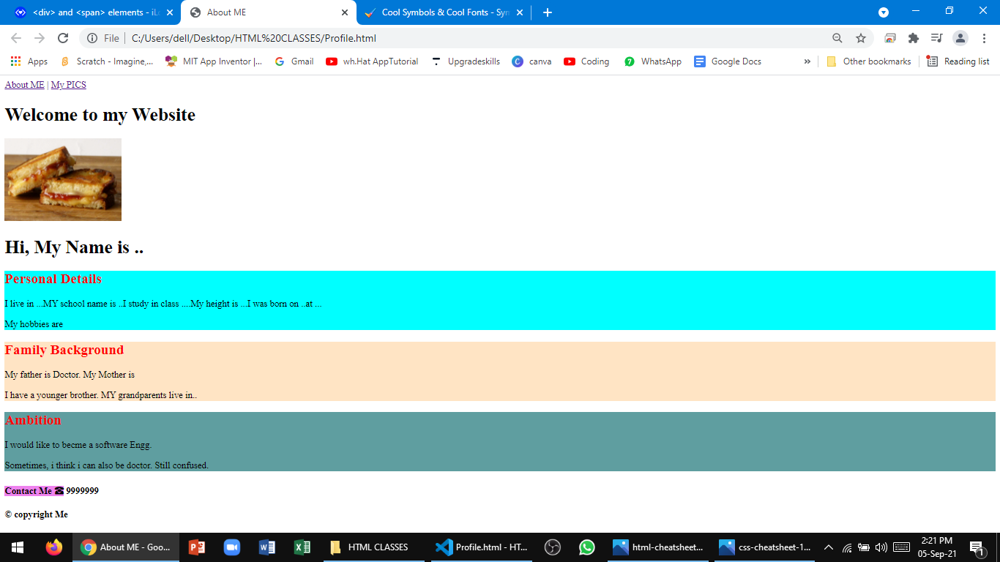 <div> and <span> elements - iLe
About ME
Cool Symbols & Cool Fonts - Sym
File
C:/Users/dell/Desktop/HTML%20CLASSES/Profile.html
Apps Scratch - Imagine,... MIT App Inventor |... Gmail wh.Hat AppTutorial Upgradeskills canva Coding WhatsApp Google Docs » Other bookmarks Reading list
About ME | My PICS
Welcome to my Website
Hi, My Name is ..
Personal Details
I live in ...MY school name is ..I study in class ....My height is ...I was born on ..at ...
My hobbies are
Family Background
My father is Doctor. My Mother is
I have a younger brother. MY grandparents live in..
Ambition
I would like to becme a software Engg.
Sometimes, i think i can also be doctor. Still confused.
Contact Me ☎ 9999999
© copyright Me
About ME - Goo... HTML CLASSES Profile.html - HT... html-cheatsheet... css-cheatsheet-1... 2:21 PM
05-Sep-21
1